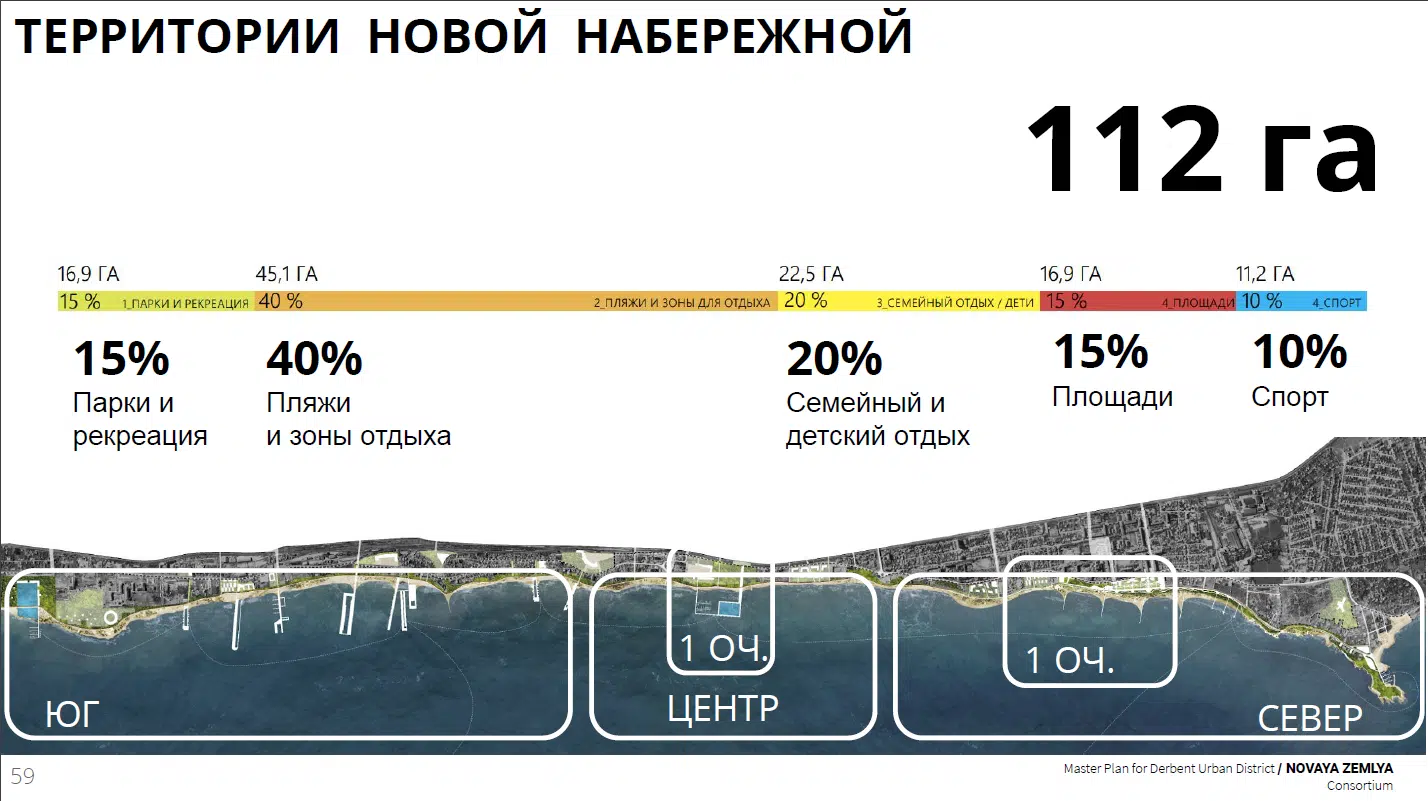 ТЕРРИТОРИИ НОВОЙ НАБЕРЕЖНОЙ
112 га
16,9 ГА
45,1 ГА
22,5 ГА
16,9 ГА
11,2 ГА
15 % 1_ПАРКИ И РЕКРЕАЦИЯ
40 % 2_ПЛЯЖИ И ЗОНЫ ДЛЯ ОТДЫХА
20 % 3_СЕМЕЙНЫЙ ОТДЫХ / ДЕТИ
15 % 4_ПЛОЩАДИ
10 % 4_СПОРТ
15%
Парки и
рекреация
40%
Пляжи
и зоны отдыха
20%
Семейный и
детский отдых
15%
Площади
10%
Спорт
ЮГ
1 ОЧ.
ЦЕНТР
1 ОЧ.
СЕВЕР
59
Master Plan for Derbent Urban District / NOVAYA ZEMLYA
Consortium